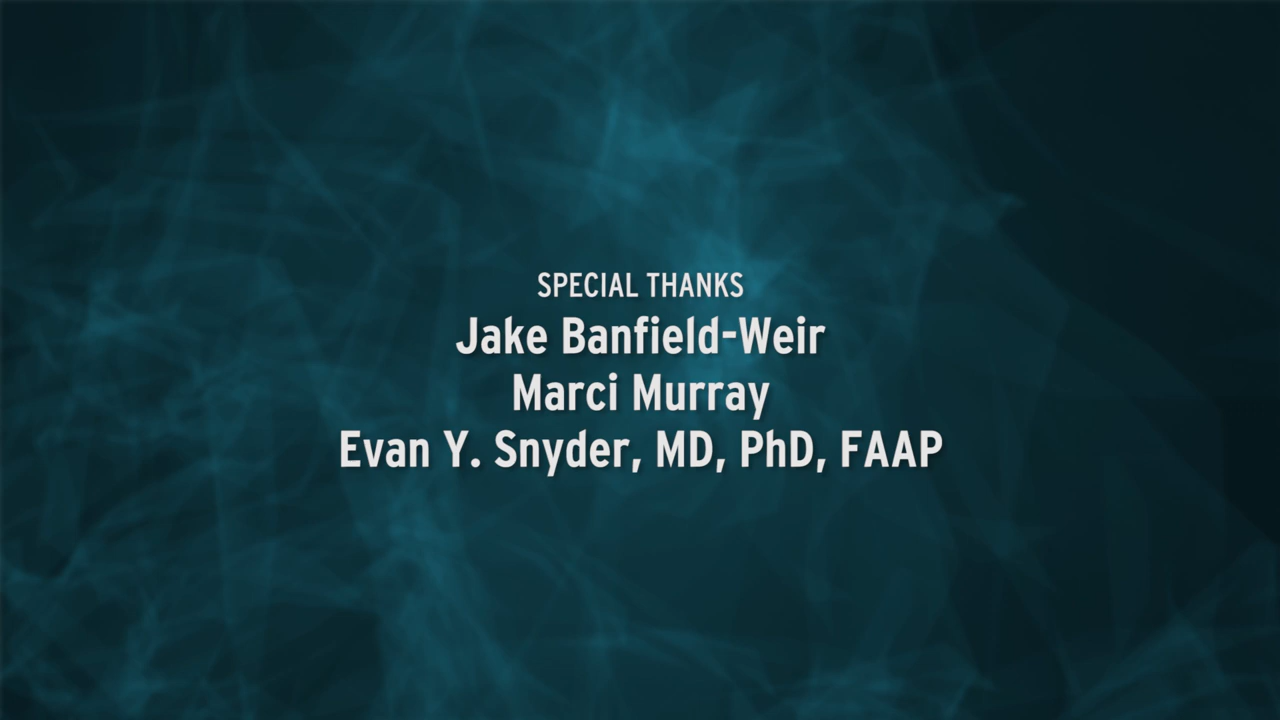 SPECIAL THANKS
Jake Banfield-Weir
Marci Murray
Evan Y. Snyder, MD, PhD, FAAP